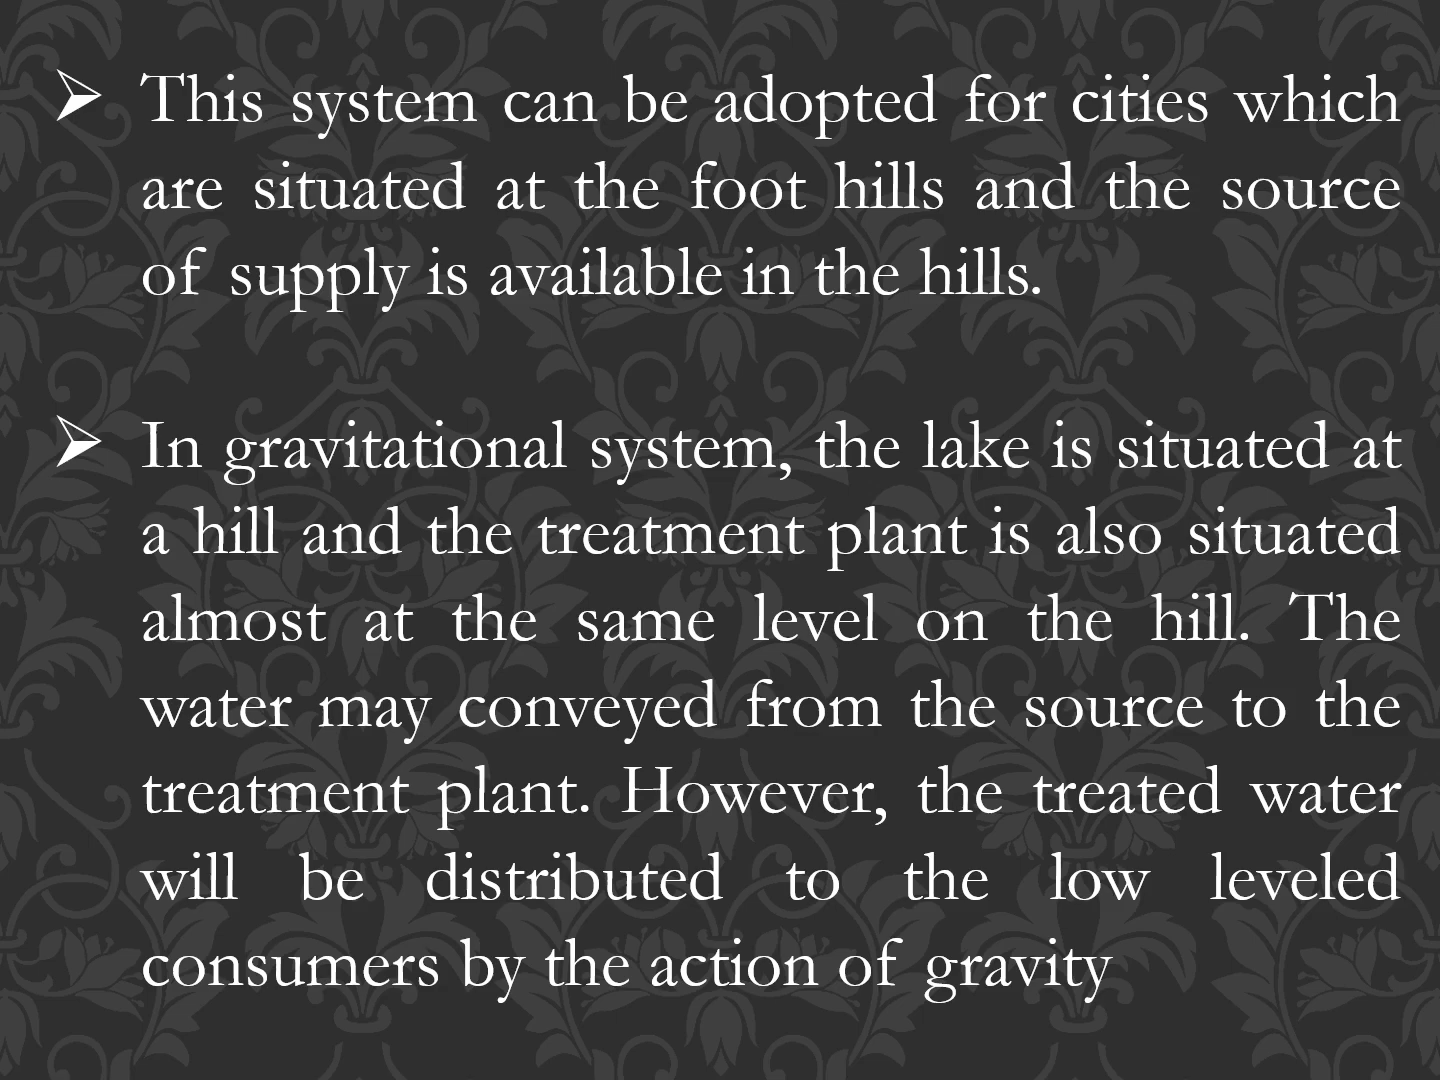 ➢ This system can be adopted for cities which
are situated at the foot hills and the source
of supply is available in the hills.
➢ In gravitational system, the lake is situated at
a hill and the treatment plant is also situated
almost at the same level on the hill. The
water may conveyed from the source to the
treatment plant. However, the treated water
will be distributed to the low leveled
consumers by the action of gravity